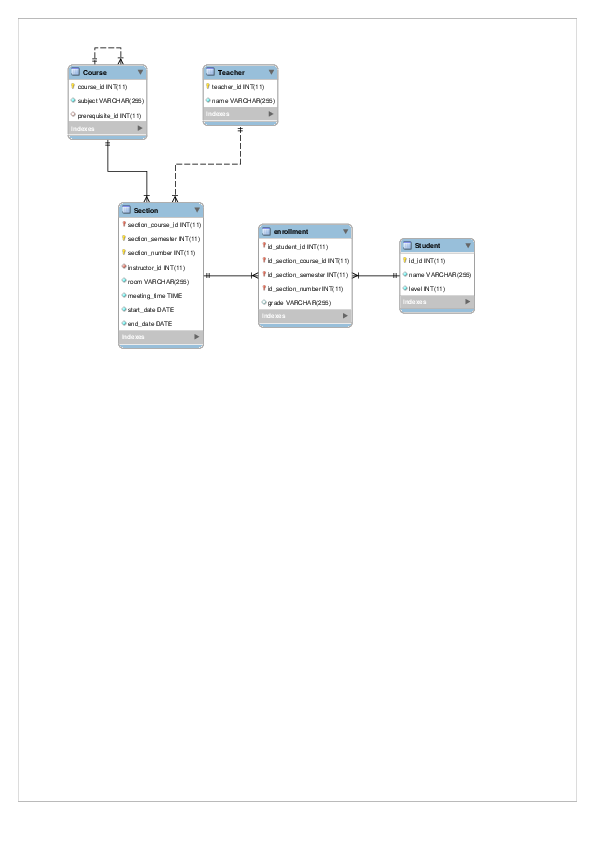 Course
course_id INT(11)
subject VARCHAR(255)
prerequisite_id INT(11)
Indexes
Teacher
teacher_id INT(11)
name VARCHAR(255)
Indexes
Section
section_course_id INT(11)
section_semester INT(11)
section_number INT(11)
instructor_id INT(11)
room VARCHAR(255)
meeting_time TIME
start_date DATE
end_date DATE
Indexes
enrollment
id_student_id INT(11)
id_section_course_id INT(11)
id_section_semester INT(11)
id_section_number INT(11)
grade VARCHAR(255)
Indexes
Student
id_id INT(11)
name VARCHAR(255)
level INT(11)
Indexes